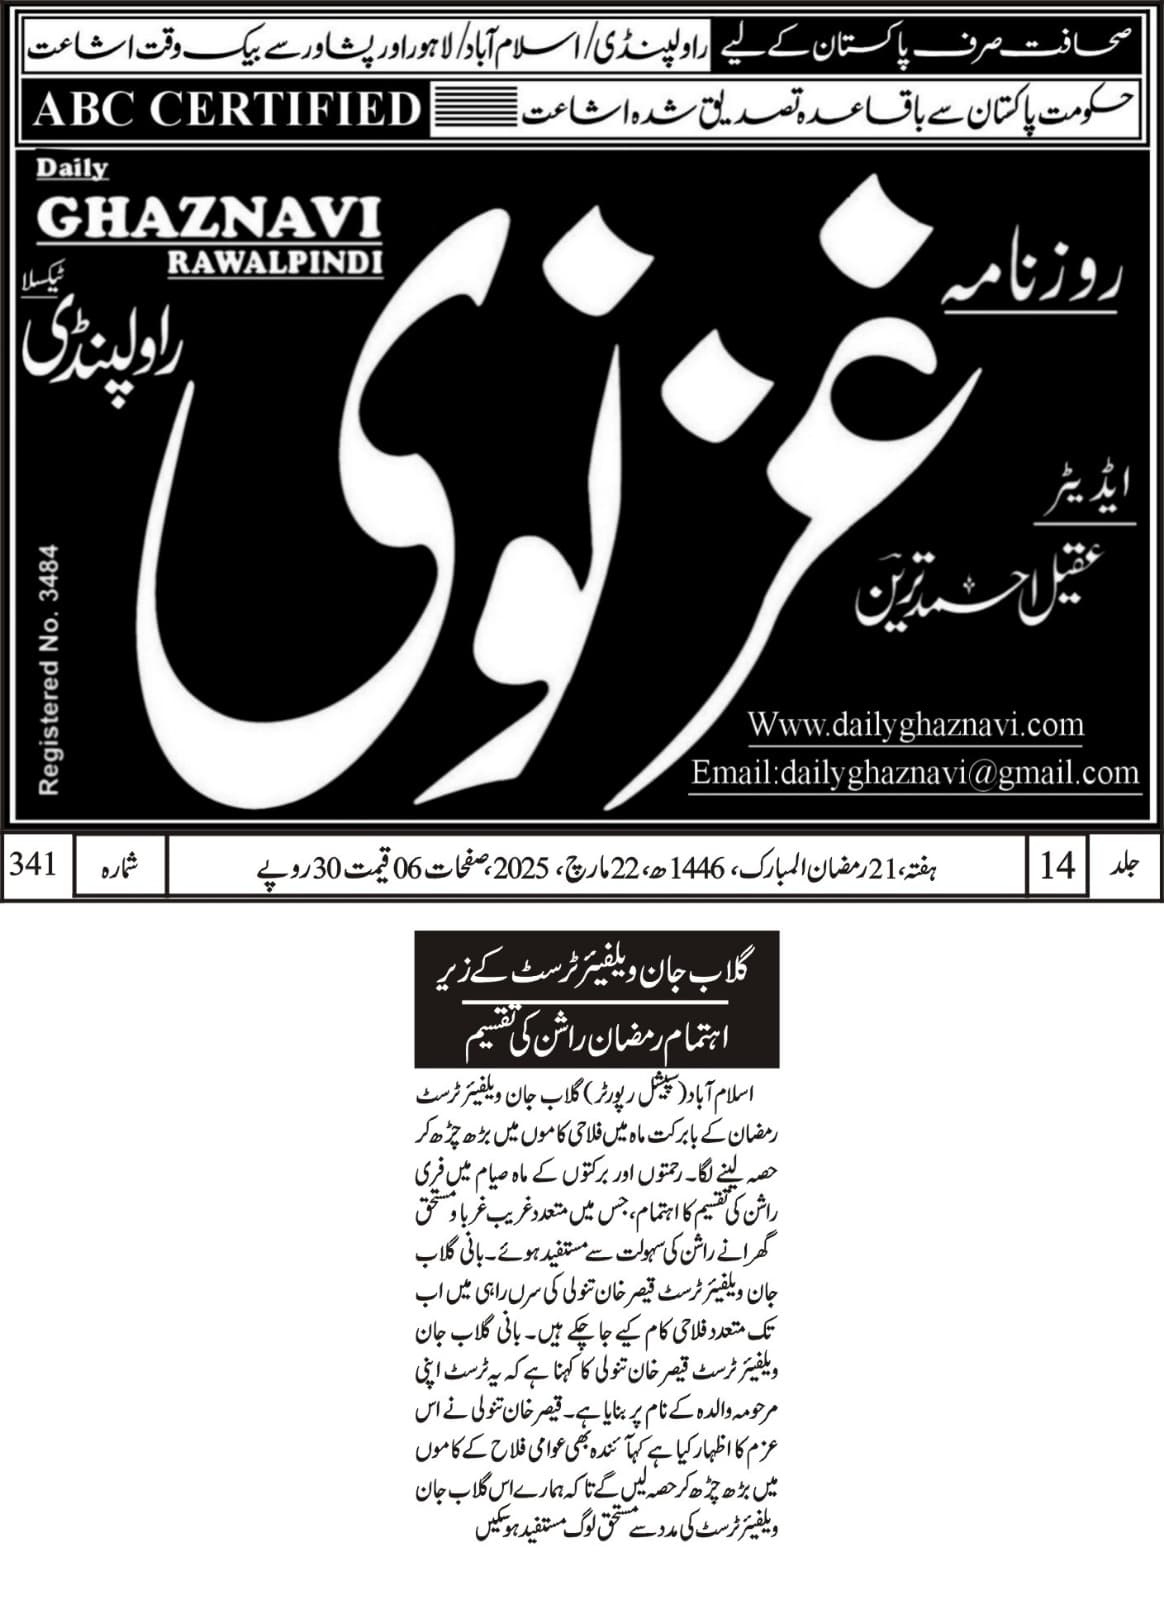 صحافت صرف پاکستان کے لیے راولپنڈی/اسلام آباد/لاہور اور پشاور سے بیک وقت اشاعت
حکومت پاکستان سے باقاعدہ تصدیق شدہ اشاعت ABC CERTIFIED
Daily
GHAZNAVI
RAWALPINDI
روزنامہ
غزنوی
ٹیکسلا
راولپنڈی
ایڈیٹر
عقیل احمد ترین
Registered No. 3484
Www.dailyghaznavi.com
Email:dailyghaznavi@gmail.com
جلد 14 ہفتہ، 21 رمضان المبارک، 1446ھ، 22 مارچ، 2025، صفحات 06 قیمت 30 روپے شمارہ 341
گلاب جان ویلفیئر ٹرسٹ کے زیر
اہتمام رمضان راشن کی تقسیم
اسلام آباد (سپیشل رپورٹر) گلاب جان ویلفیئر ٹرسٹ
رمضان کے بابرکت ماہ میں فلاحی کاموں میں بڑھ چڑھ کر
حصہ لینے لگا۔ رحمتوں اور برکتوں کے ماہ صیام میں فری
راشن کی تقسیم کا اہتمام، جس میں متعدد غریب غربا و مستحق
گھرانے راشن کی سہولت سے مستفید ہوئے۔ بانی گلاب
جان ویلفیئر ٹرسٹ قیصر خان تنولی کی سرں راہی میں اب
تک متعدد فلاحی کام کیے جا چکے ہیں۔ بانی گلاب جان
ویلفیئر ٹرسٹ قیصر خان تنولی کا کہنا ہے کہ یہ ٹرسٹ اپنی
مرحومہ والدہ کے نام پر بنایا ہے۔ قیصر خان تنولی نے اس
عزم کا اظہار کیا ہے کہ آئندہ بھی عوامی فلاح کے کاموں
میں بڑھ چڑھ کر حصہ لیں گے تاکہ ہمارے اس گلاب جان
ویلفیئر ٹرسٹ کی مدد سے مستحق لوگ مستفید ہو سکیں